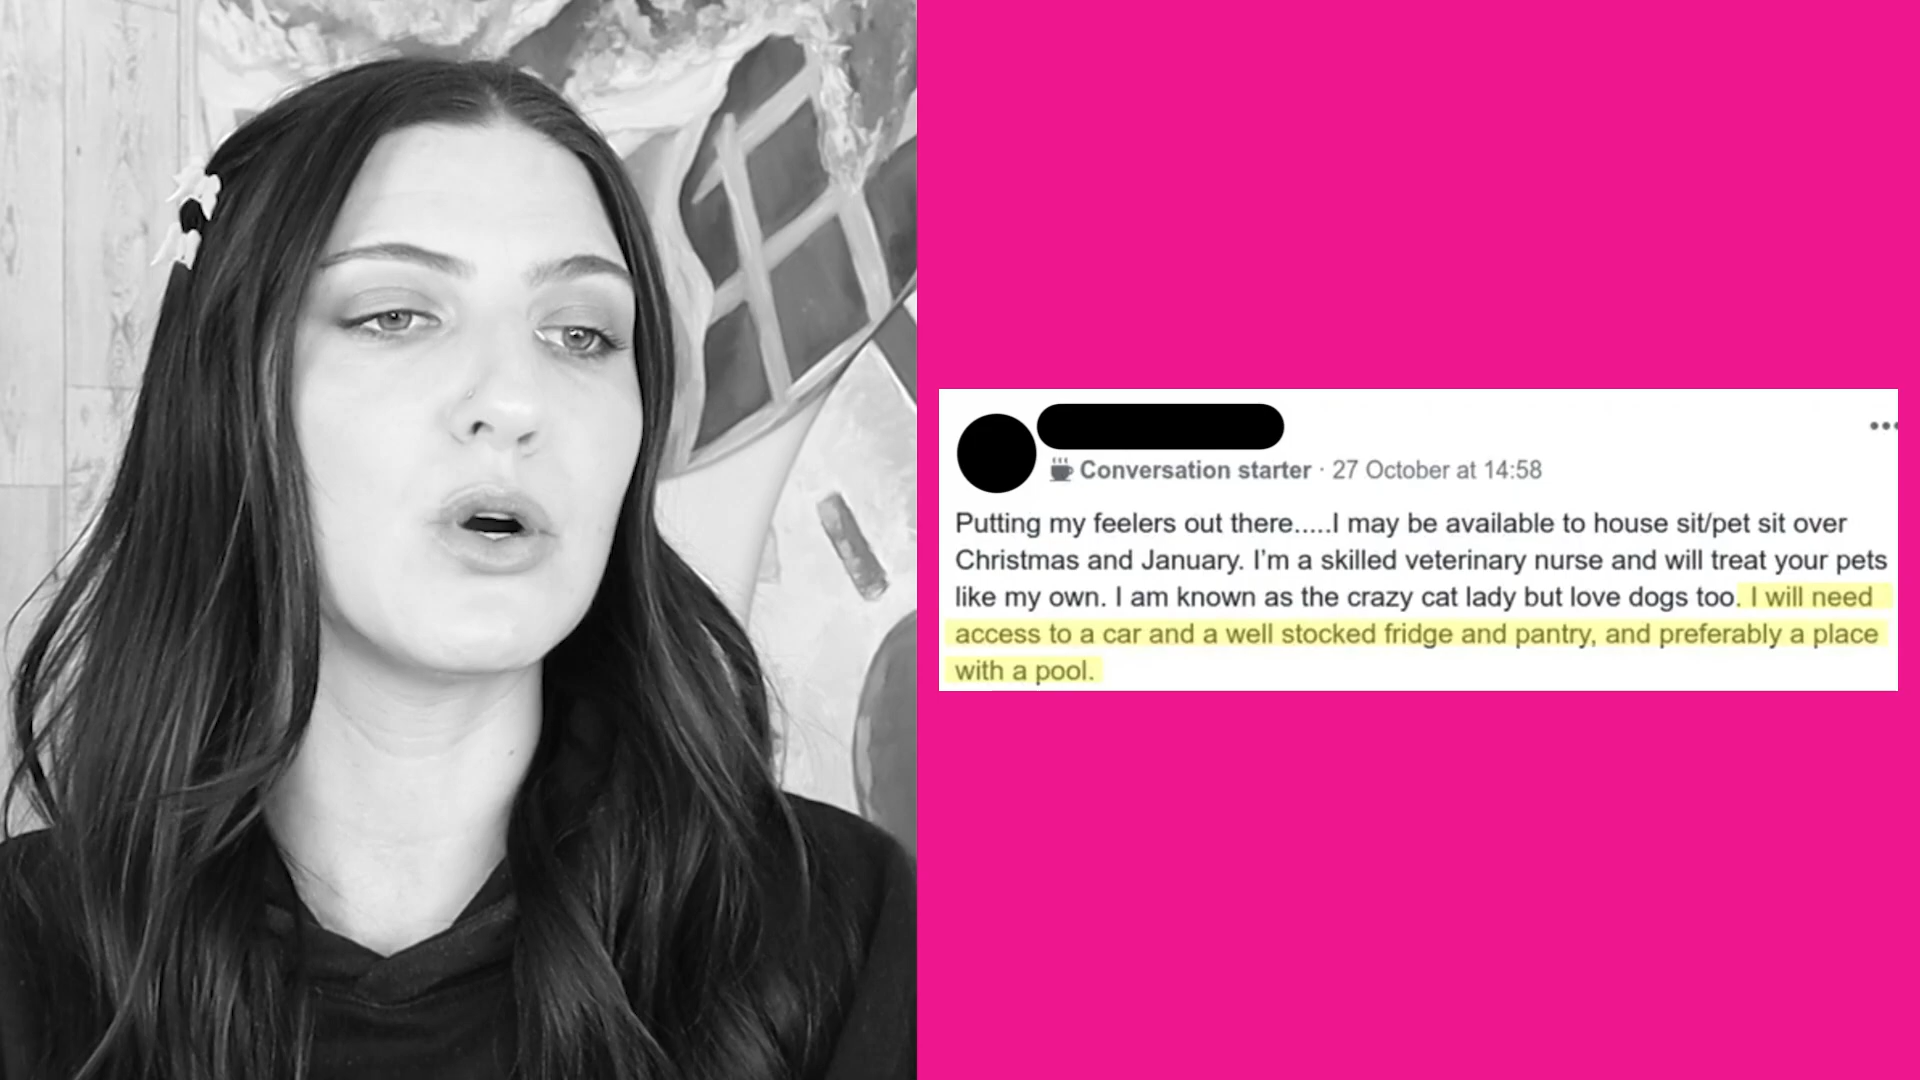 Conversation starter · 27 October at 14:58
Putting my feelers out there.....I may be available to house sit/pet sit over
Christmas and January. I'm a skilled veterinary nurse and will treat your pets
like my own. I am known as the crazy cat lady but love dogs too. I will need
access to a car and a well stocked fridge and pantry, and preferably a place
with a pool.